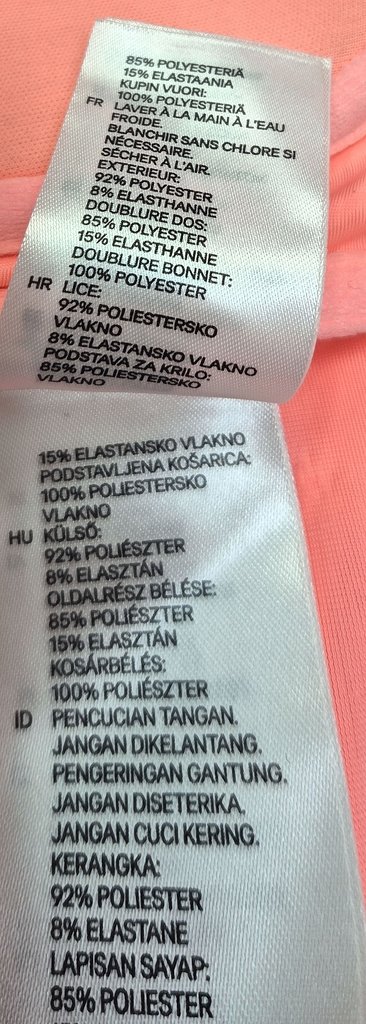 85% POLYESTERIÄ
15% ELASTAANIA
KUPIN VUORI:
100% POLYESTERIÄ
FR LAVER À LA MAIN À L'EAU
FROIDE.
BLANCHIR SANS CHLORE SI
NÉCESSAIRE.
SÉCHER À L'AIR.
EXTERIEUR:
92% POLYESTER
8% ELASTHANNE
DOUBLURE DOS:
85% POLYESTER
15% ELASTHANNE
DOUBLURE BONNET:
100% POLYESTER
HR LICE:
92% POLIESTERSKO
VLAKNO
8% ELASTANSKO VLAKNO
PODSTAVA ZA KRILO:
85% POLIESTERSKO
VLAKNO
15% ELASTANSKO VLAKNO
PODSTAVLJENA KOŠARICA:
100% POLIESTERSKO
VLAKNO
HU KÜLSŐ:
92% POLIÉSZTER
8% ELASZTÁN
OLDALRÉSZ BÉLÉSE:
85% POLIÉSZTER
15% ELASZTÁN
KOSÁRBÉLÉS:
100% POLIÉSZTER
ID PENCUCIAN TANGAN.
JANGAN DIKELANTANG.
PENGERINGAN GANTUNG.
JANGAN DISETERIKA.
JANGAN CUCI KERING.
KERANGKA:
92% POLIESTER
8% ELASTANE
LAPISAN SAYAP:
85% POLIESTER